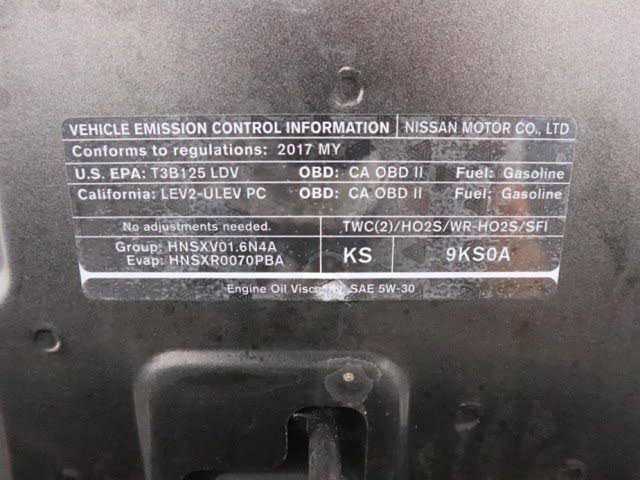 VEHICLE EMISSION CONTROL INFORMATION NISSAN MOTOR CO., LTD
Conforms to regulations: 2017 MY
U.S. EPA: T3B125 LDV OBD: CA OBD II Fuel: Gasoline
California: LEV2-ULEV PC OBD: CA OBD II Fuel: Gasoline
No adjustments needed. TWC(2)/HO2S/WR-HO2S/SFI
Group: HNSXV01.6N4A
Evap: HNSXR0070PBA
KS 9KS0A
Engine Oil Viscosity SAE 5W-30